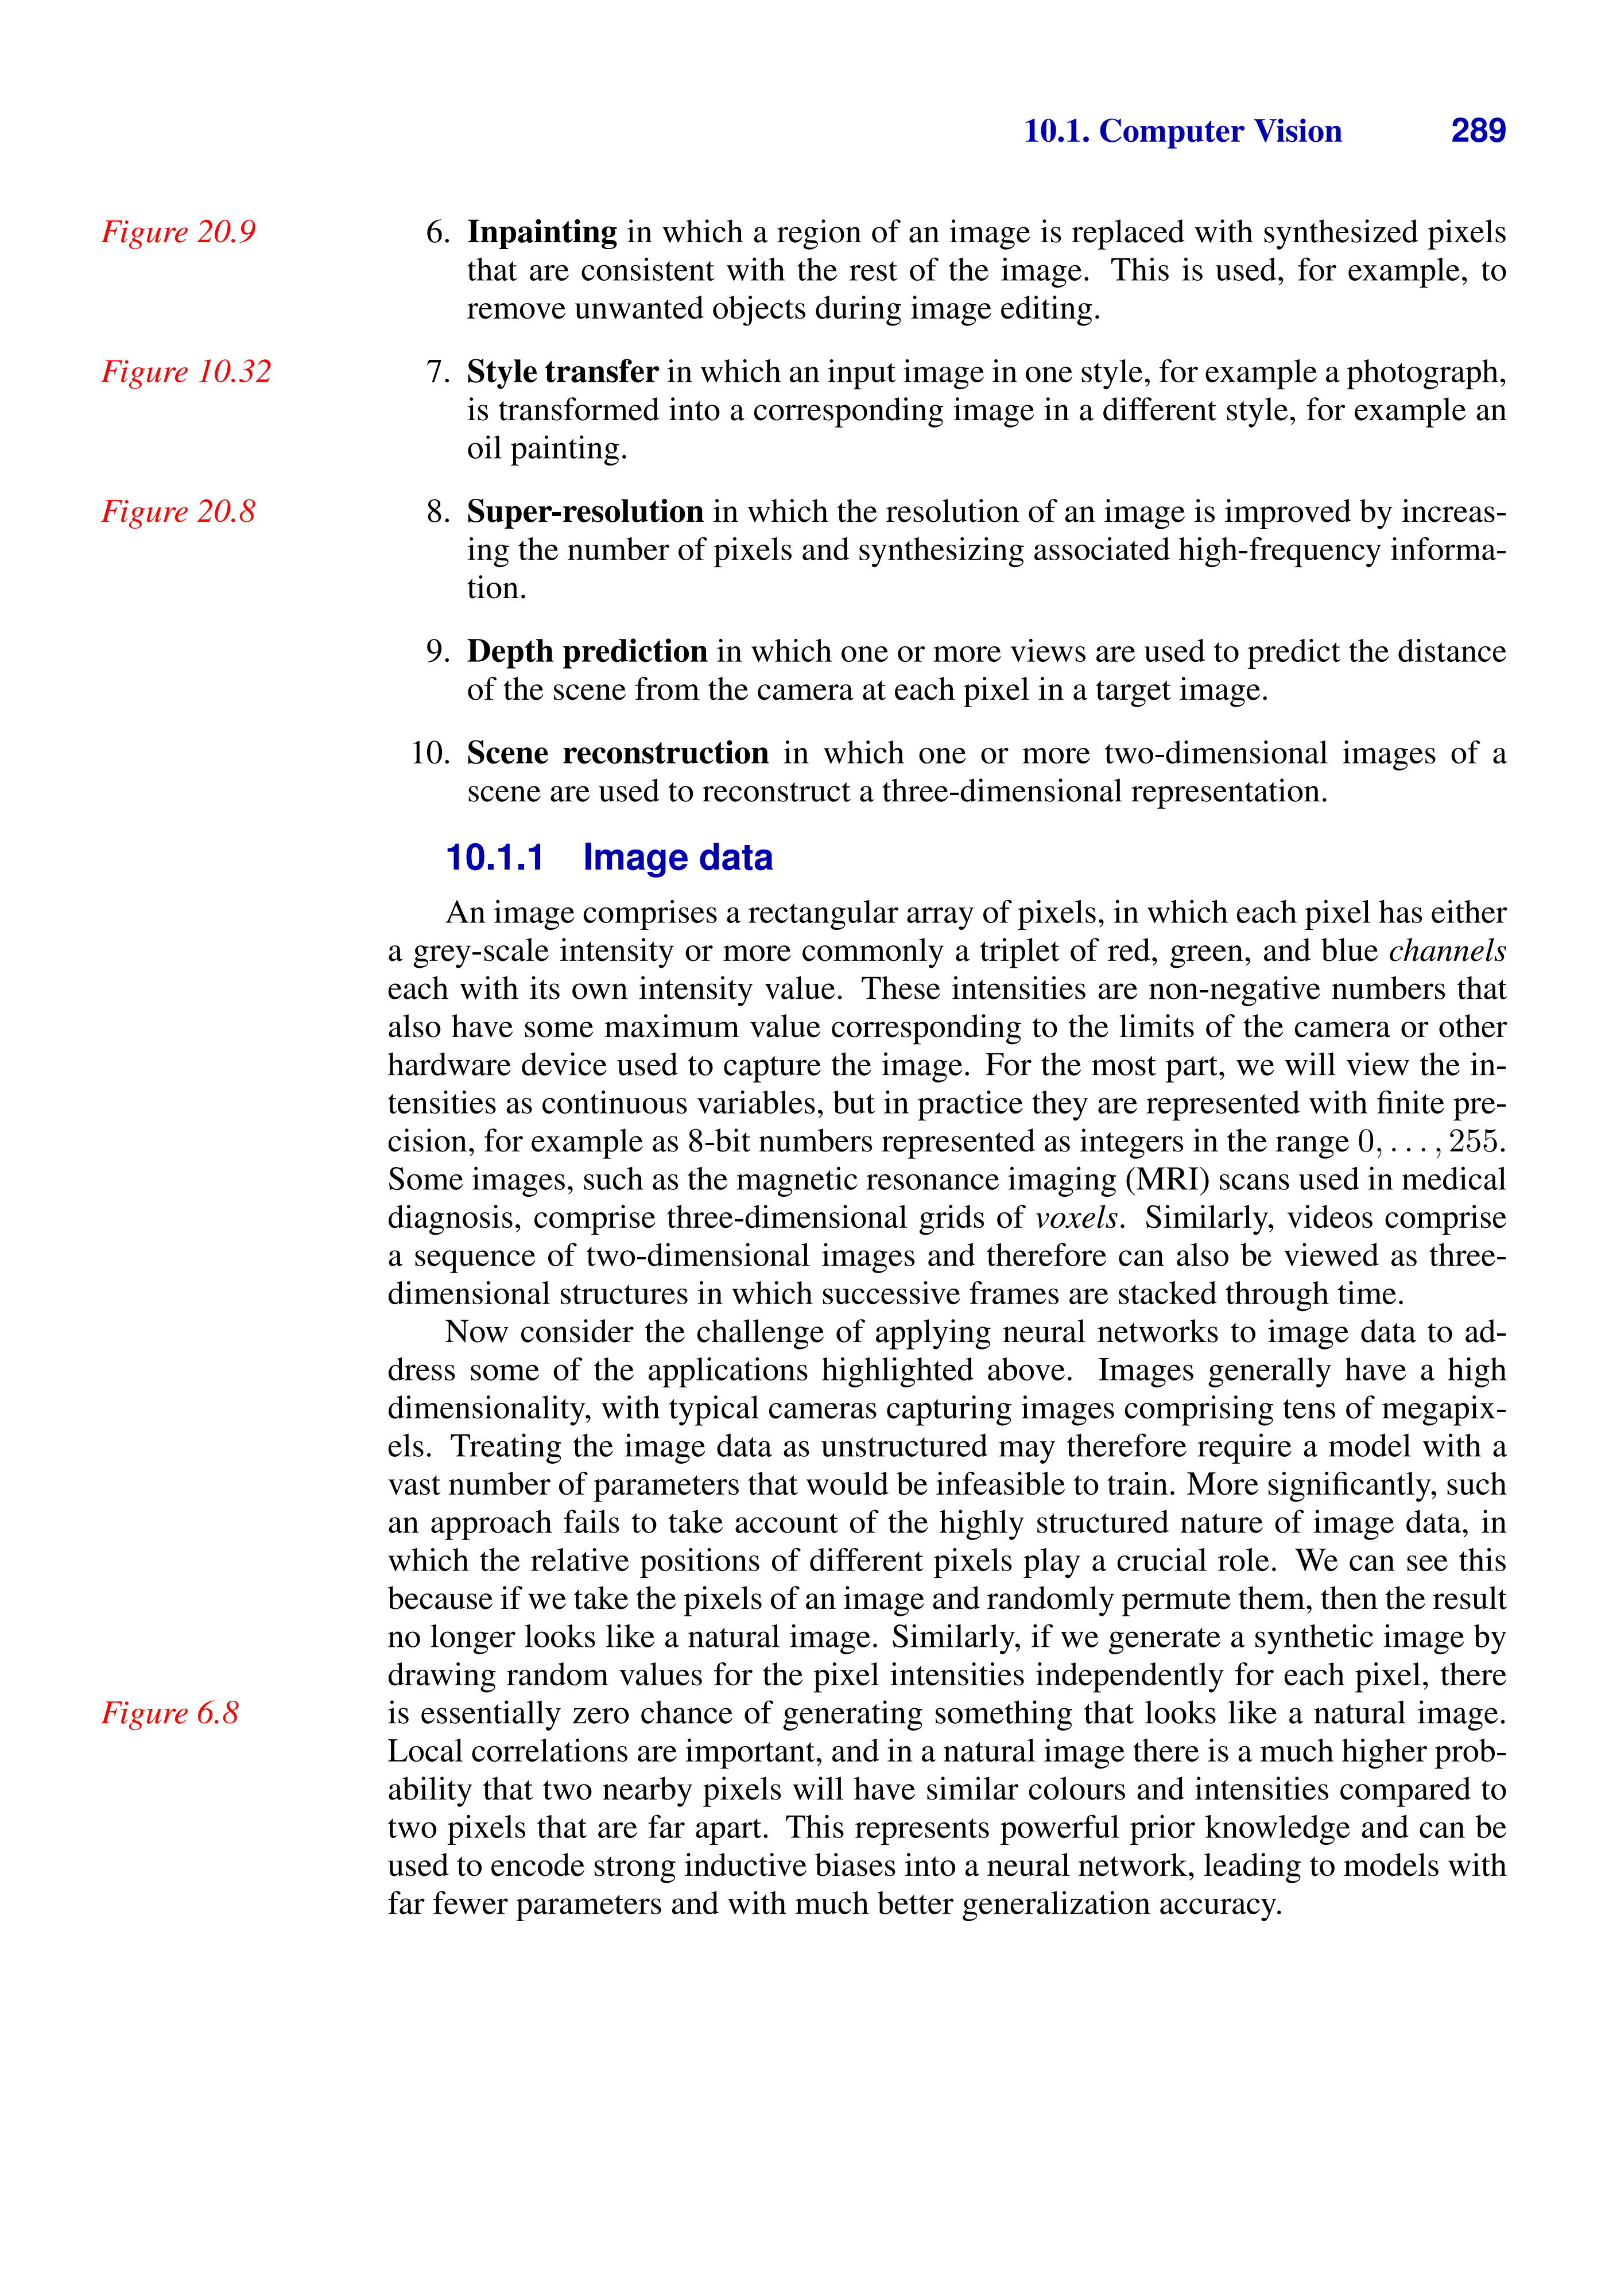 10.1. Computer Vision 289
Figure 20.9 6. Inpainting in which a region of an image is replaced with synthesized pixels
that are consistent with the rest of the image. This is used, for example, to
remove unwanted objects during image editing.
Figure 10.32 7. Style transfer in which an input image in one style, for example a photograph,
is transformed into a corresponding image in a different style, for example an
oil painting.
Figure 20.8 8. Super-resolution in which the resolution of an image is improved by increas-
ing the number of pixels and synthesizing associated high-frequency informa-
tion.
9. Depth prediction in which one or more views are used to predict the distance
of the scene from the camera at each pixel in a target image.
10. Scene reconstruction in which one or more two-dimensional images of a
scene are used to reconstruct a three-dimensional representation.
10.1.1 Image data
An image comprises a rectangular array of pixels, in which each pixel has either
a grey-scale intensity or more commonly a triplet of red, green, and blue channels
each with its own intensity value. These intensities are non-negative numbers that
also have some maximum value corresponding to the limits of the camera or other
hardware device used to capture the image. For the most part, we will view the in-
tensities as continuous variables, but in practice they are represented with finite pre-
cision, for example as 8-bit numbers represented as integers in the range 0, . . . , 255.
Some images, such as the magnetic resonance imaging (MRI) scans used in medical
diagnosis, comprise three-dimensional grids of voxels. Similarly, videos comprise
a sequence of two-dimensional images and therefore can also be viewed as three-
dimensional structures in which successive frames are stacked through time.
Now consider the challenge of applying neural networks to image data to ad-
dress some of the applications highlighted above. Images generally have a high
dimensionality, with typical cameras capturing images comprising tens of megapix-
els. Treating the image data as unstructured may therefore require a model with a
vast number of parameters that would be infeasible to train. More significantly, such
an approach fails to take account of the highly structured nature of image data, in
which the relative positions of different pixels play a crucial role. We can see this
because if we take the pixels of an image and randomly permute them, then the result
no longer looks like a natural image. Similarly, if we generate a synthetic image by
drawing random values for the pixel intensities independently for each pixel, there
Figure 6.8 is essentially zero chance of generating something that looks like a natural image.
Local correlations are important, and in a natural image there is a much higher prob-
ability that two nearby pixels will have similar colours and intensities compared to
two pixels that are far apart. This represents powerful prior knowledge and can be
used to encode strong inductive biases into a neural network, leading to models with
far fewer parameters and with much better generalization accuracy.